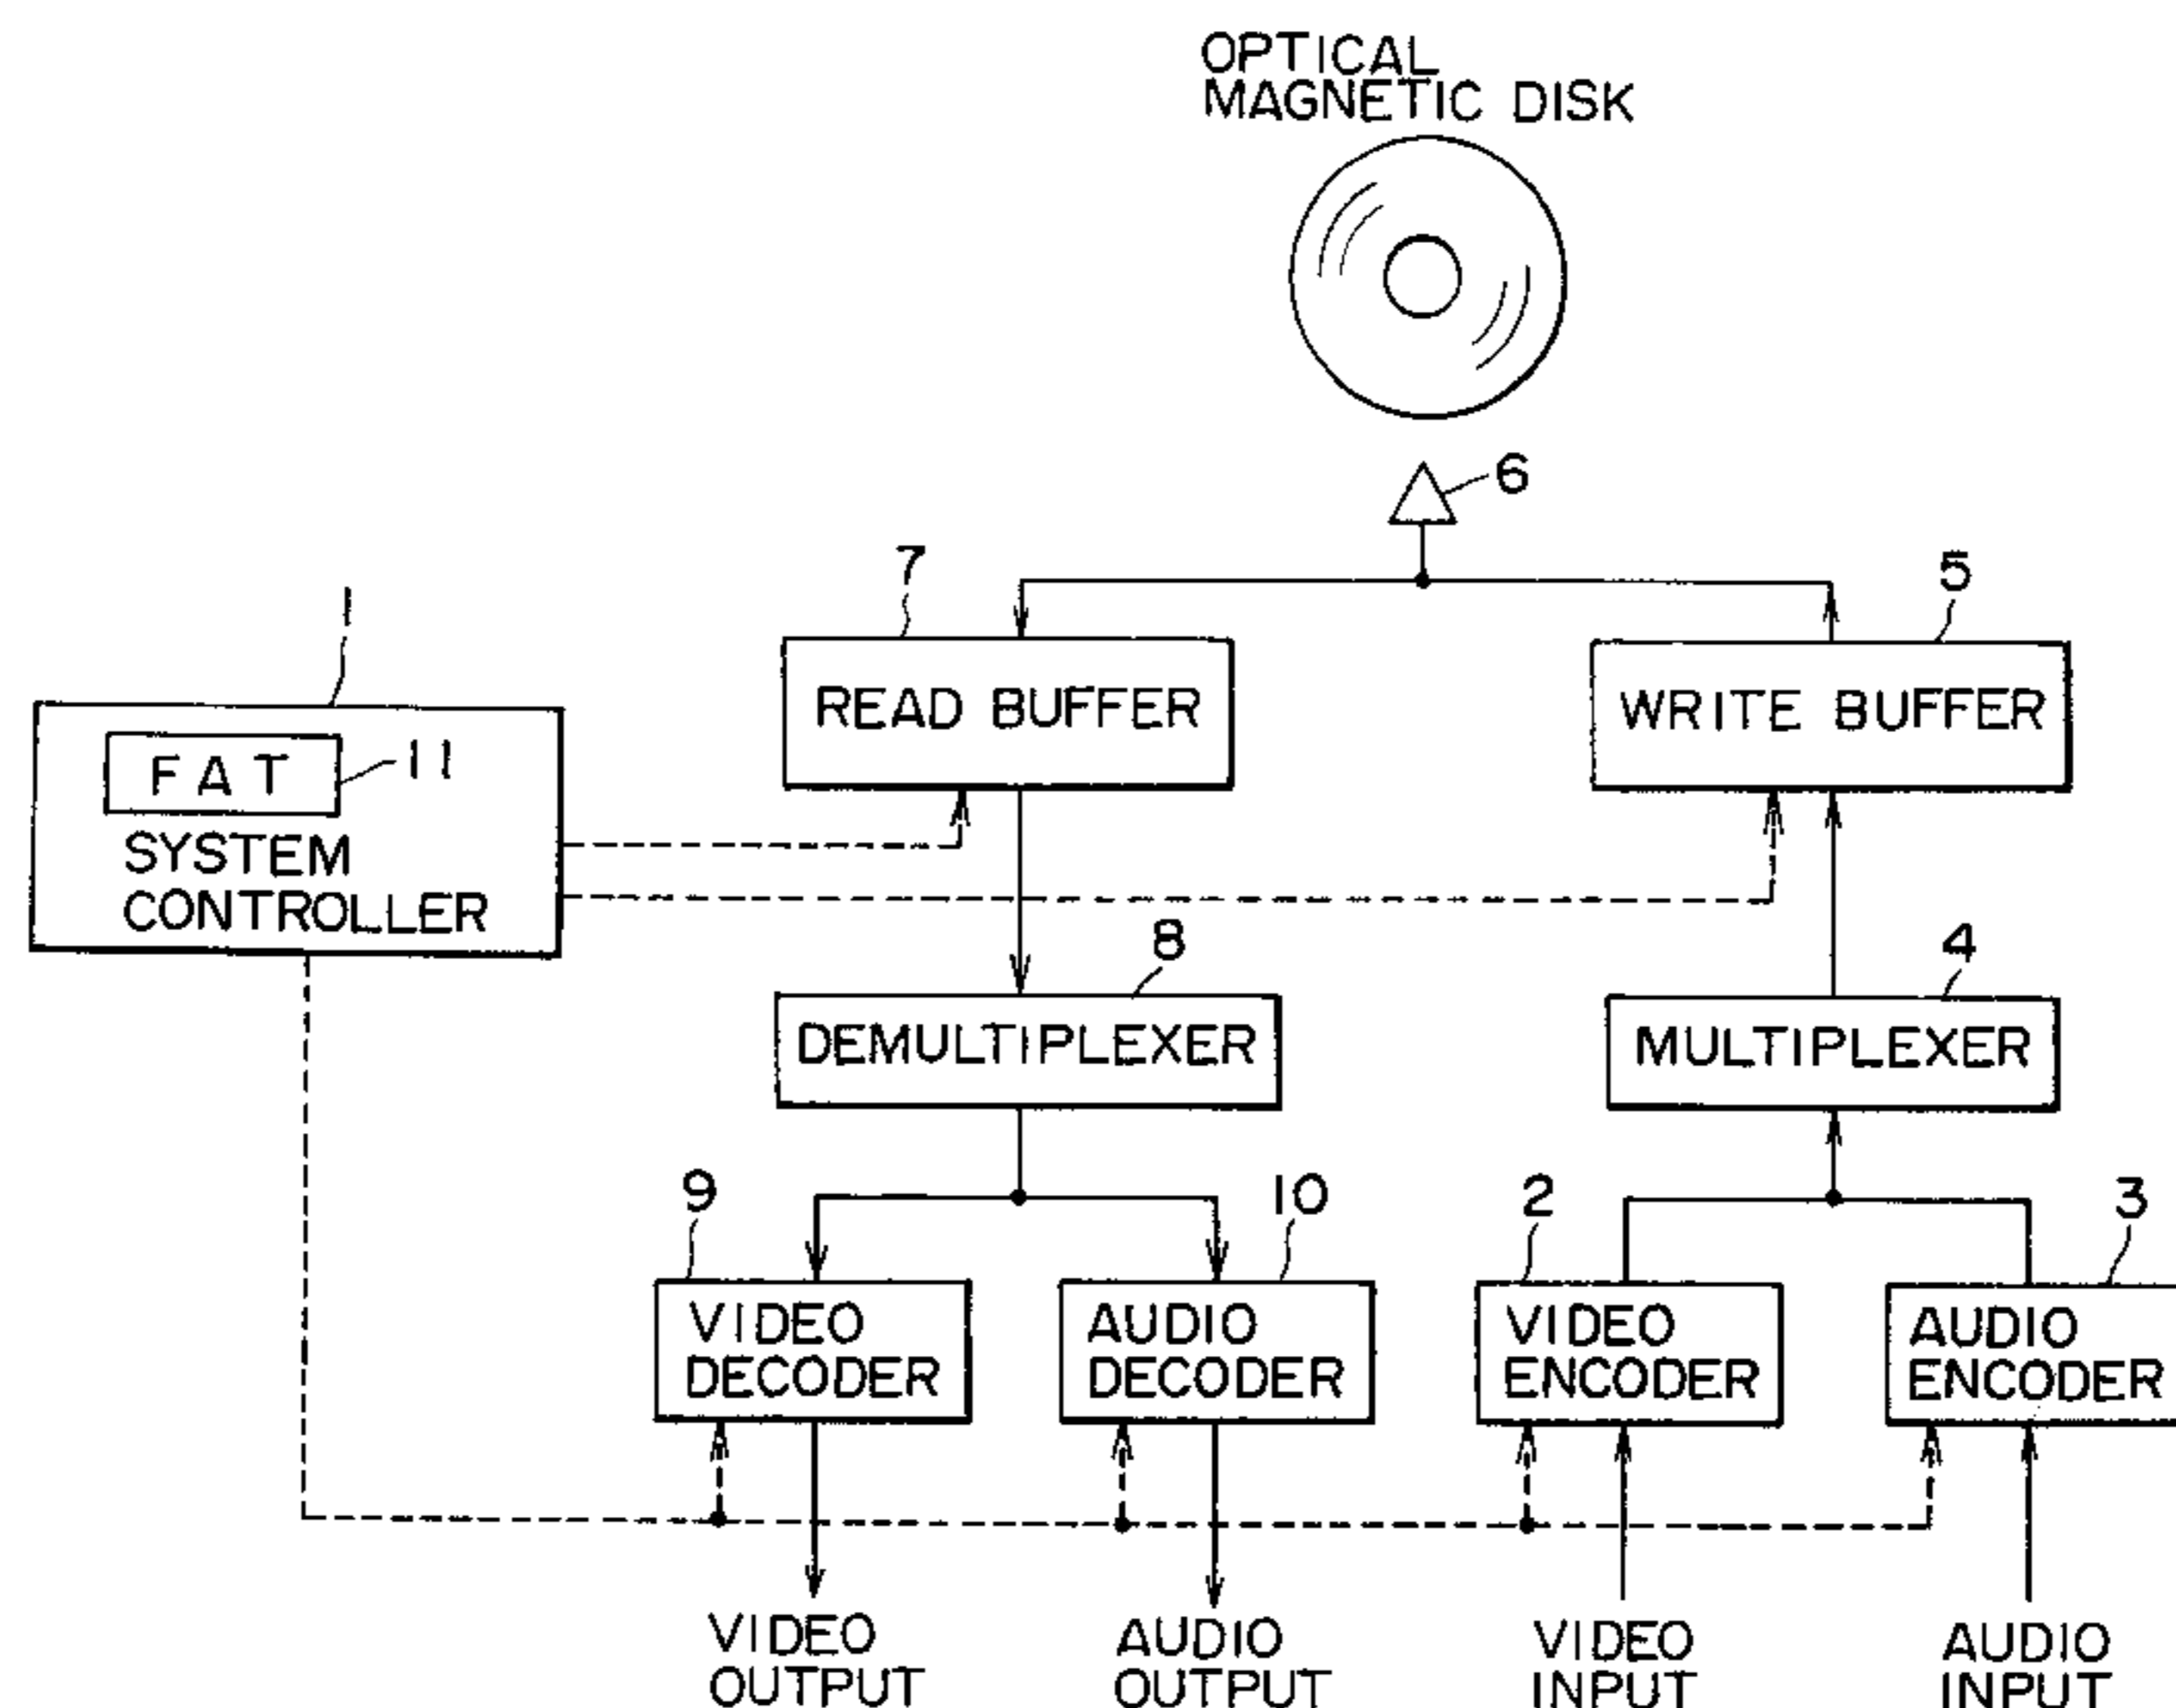 OPTICAL
MAGNETIC DISK
6
7
5
1
READ BUFFER
WRITE BUFFER
FAT
11
SYSTEM
CONTROLLER
8
4
DEMULTIPLEXER
MULTIPLEXER
9
10
2
3
VIDEO
DECODER
AUDIO
DECODER
VIDEO
ENCODER
AUDIO
ENCODER
VIDEO
OUTPUT
AUDIO
OUTPUT
VIDEO
INPUT
AUDIO
INPUT